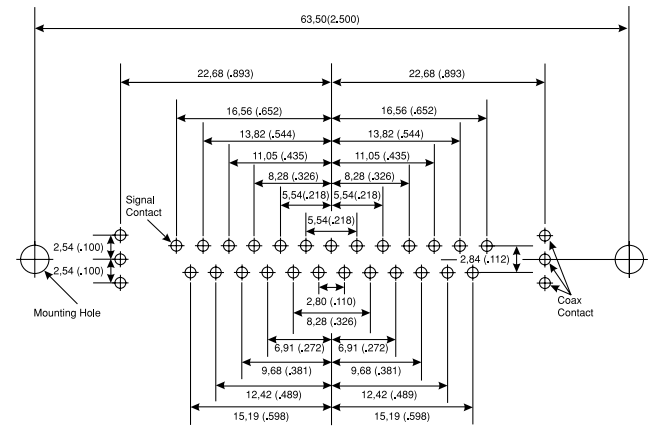 63,50(2.500)
22,68 (.893) 22,68 (.893)
16,56 (.652) 16,56 (.652)
13,82 (.544) 13,82 (.544)
11,05 (.435) 11,05 (.435)
8,28 (.326) 8,28 (.326)
5,54(.218) 5,54(.218)
Signal
Contact
5,54(.218)
2,54 (.100)
2,84 (.112)
2,54 (.100)
Mounting Hole
2,80 (.110)
Coax
Contact
8,28 (.326)
6,91 (.272) 6,91 (.272)
9,68 (.381) 9,68 (.381)
12,42 (.489) 12,42 (.489)
15,19 (.598) 15,19 (.598)